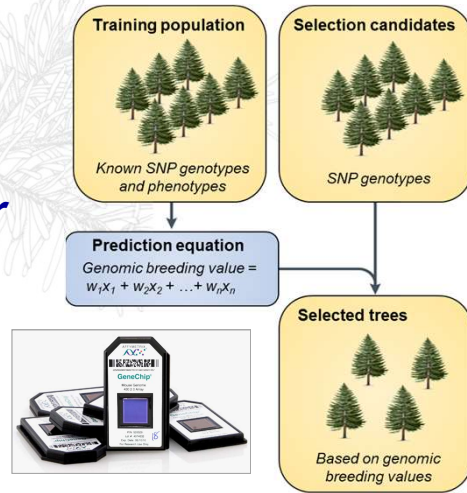 Training population
Known SNP genotypes
and phenotypes
Selection candidates
SNP genotypes
Prediction equation
Genomic breeding value =
w₁x₁ + w₂x₂ + …+ wₙxₙ
Selected trees
Based on genomic
breeding values
AFFYMETRIX
GeneChip®